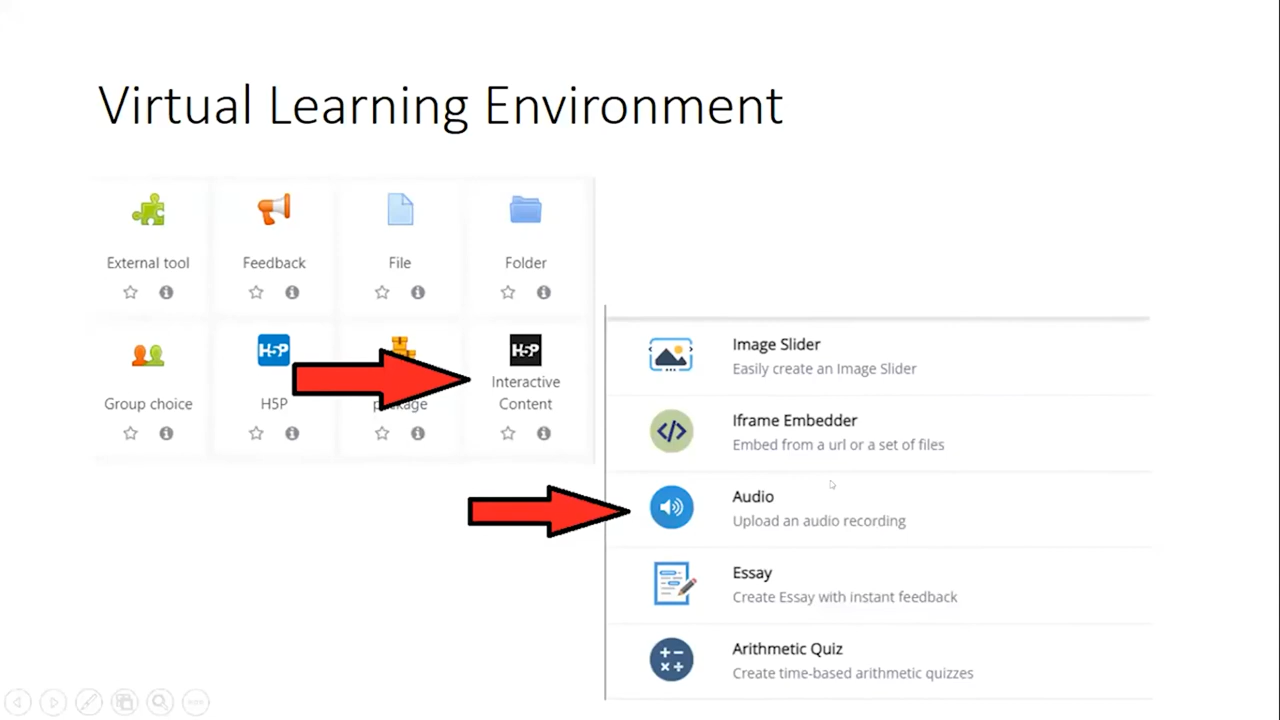 Virtual Learning Environment
External tool
Feedback
File
Folder
H5P
H5P
Interactive
Content
Group choice
H5P
package
Image Slider
Easily create an Image Slider
Iframe Embedder
Embed from a url or a set of files
Audio
Upload an audio recording
Essay
Create Essay with instant feedback
Arithmetic Quiz
Create time-based arithmetic quizzes